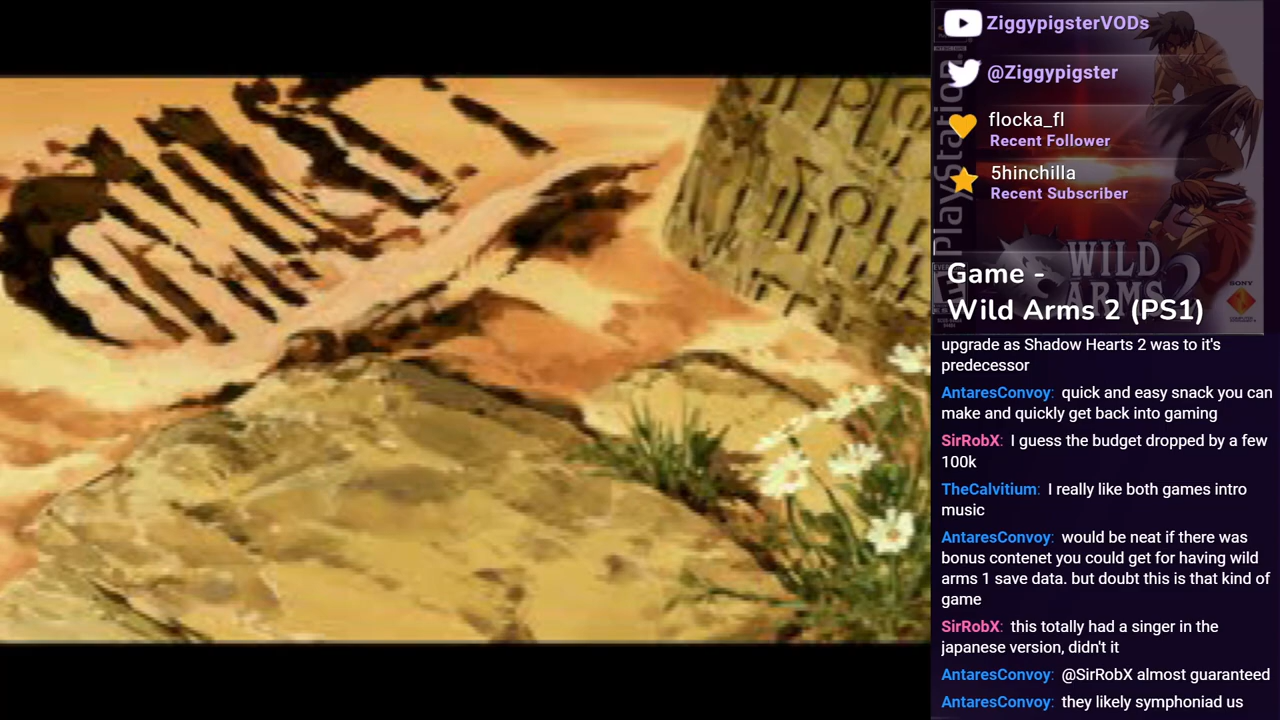 ZiggypigsterVODs
@Ziggypigster
flocka_fl
Recent Follower
5hinchilla
Recent Subscriber
PlayStation
WILD
ARMS 2
SONY
Game -
Wild Arms 2 (PS1)
upgrade as Shadow Hearts 2 was to it's
predecessor
AntaresConvoy: quick and easy snack you can
make and quickly get back into gaming
SirRobX: I guess the budget dropped by a few
100k
TheCalvitium: I really like both games intro
music
AntaresConvoy: would be neat if there was
bonus contenet you could get for having wild
arms 1 save data. but doubt this is that kind of
game
SirRobX: this totally had a singer in the
japanese version, didn't it
AntaresConvoy: @SirRobX almost guaranteed
AntaresConvoy: they likely symphoniad us